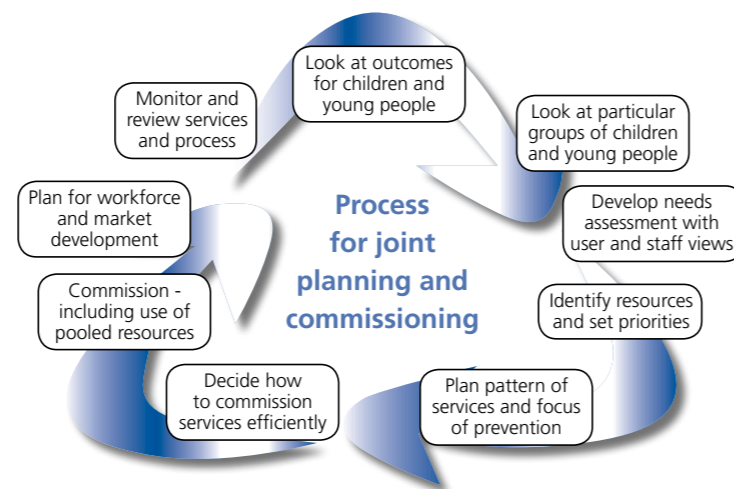 Look at outcomes
for children and
young people
Look at particular
groups of children
and young people
Develop needs
assessment with
user and staff views
Identify resources
and set priorities
Plan pattern of
services and focus
of prevention
Decide how
to commission
services efficiently
Commission -
including use of
pooled resources
Plan for workforce
and market
development
Monitor and
review services
and process
Process
for joint
planning and
commissioning